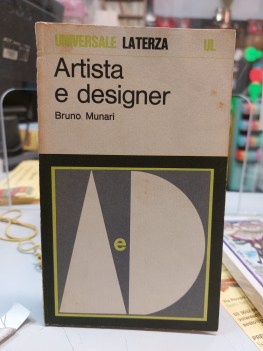 UNIVERSALE LATERZA UL
Artista
e designer
Bruno Munari
A e D